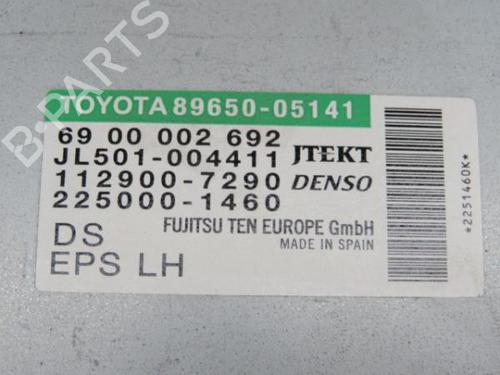 TOYOTA 89650-05141
69 00 002 692
JL501-004411 JTEKT
112900-7290 DENSO
225000-1460
FUJITSU TEN EUROPE GmbH
MADE IN SPAIN
DS
EPS LH
*2251460K*
B-PARTS